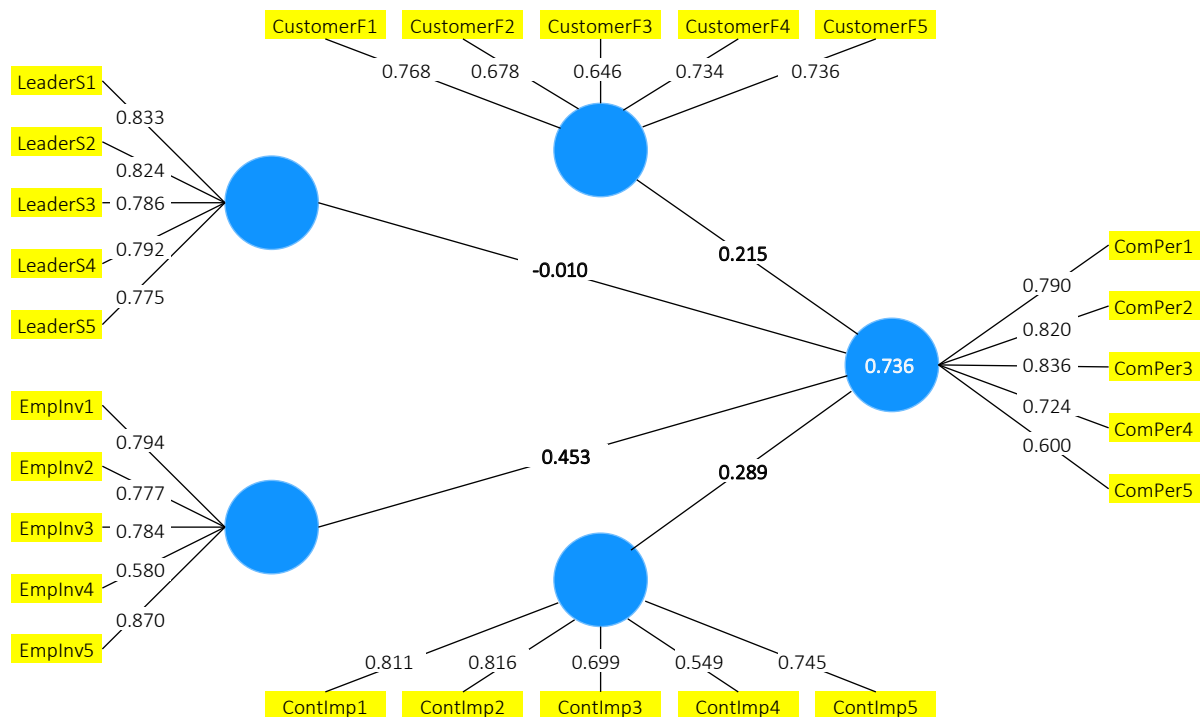 CustomerF1 CustomerF2 CustomerF3 CustomerF4 CustomerF5
0.768 0.678 0.646 0.734 0.736
LeaderS1
0.833
LeaderS2
0.824
LeaderS3
0.786
LeaderS4
0.792
LeaderS5
0.775
0.215
-0.010
ComPer1
0.790
ComPer2
0.820
ComPer3
0.836
ComPer4
0.724
ComPer5
0.600
0.736
EmpInv1
0.794
EmpInv2
0.777
EmpInv3
0.784
EmpInv4
0.580
EmpInv5
0.870
0.453
0.289
0.811 0.816 0.699 0.549 0.745
ContImp1 ContImp2 ContImp3 ContImp4 ContImp5